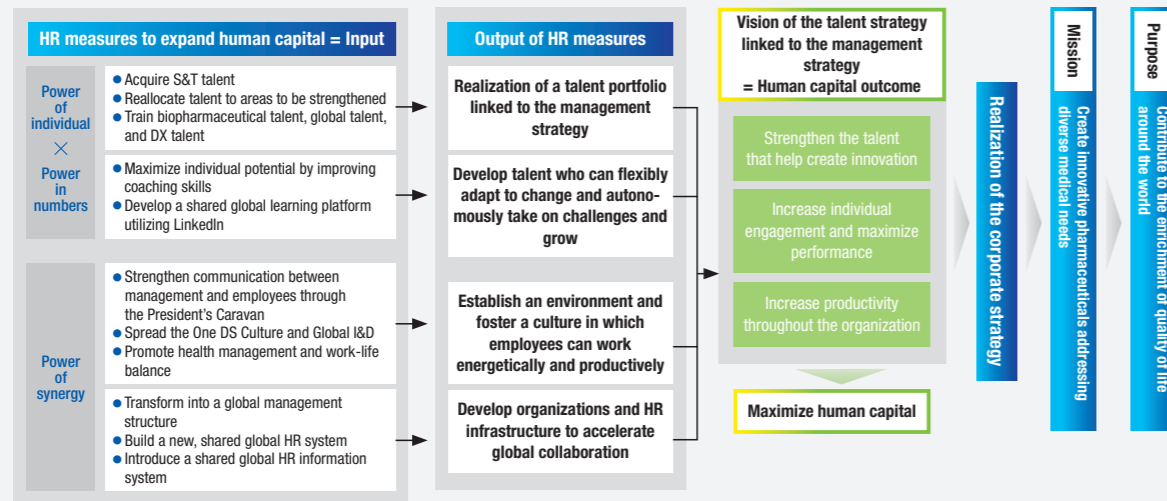 HR measures to expand human capital = Input
Power
of
individual
×
Power
in
numbers
● Acquire S&T talent
● Reallocate talent to areas to be strengthened
● Train biopharmaceutical talent, global talent,
and DX talent
● Maximize individual potential by improving
coaching skills
● Develop a shared global learning platform
utilizing LinkedIn
Power
of
synergy
● Strengthen communication between
management and employees through
the President's Caravan
● Spread the One DS Culture and Global I&D
● Promote health management and work-life
balance
● Transform into a global management
structure
● Build a new, shared global HR system
● Introduce a shared global HR information
system
Output of HR measures
Realization of a talent portfolio
linked to the management
strategy
Develop talent who can flexibly
adapt to change and autono-
mously take on challenges and
grow
Establish an environment and
foster a culture in which
employees can work
energetically and productively
Develop organizations and HR
infrastructure to accelerate
global collaboration
Vision of the talent strategy
linked to the management
strategy
= Human capital outcome
Strengthen the talent
that help create innovation
Increase individual
engagement and maximize
performance
Increase productivity
throughout the organization
Maximize human capital
Realization of the corporate strategy
Mission
Create innovative pharmaceuticals addressing
diverse medical needs
Purpose
Contribute to the enrichment of quality of life
around the world